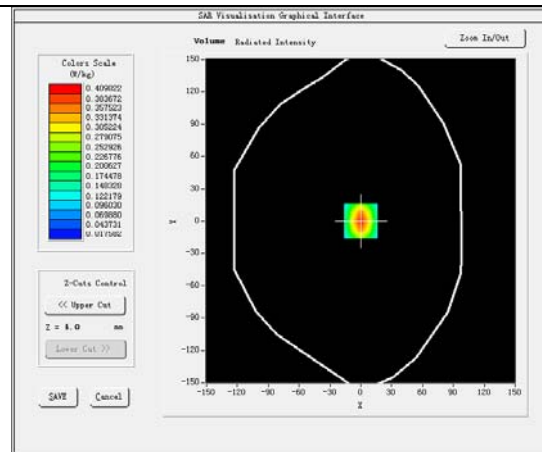 SAR Visualisation Graphical Interface
Volume Radiated Intensity
Zoom In/Out
Colors Scale
(W/kg)
0.409822
0.383672
0.357523
0.331374
0.305224
0.279075
0.252926
0.226776
0.200627
0.174478
0.148328
0.122179
0.096030
0.069880
0.043731
0.017582
150
120
90
60
30
0
-30
-60
-90
-120
-150
Y
-150 -120 -90 -60 -30 0 30 60 90 120 150
X
Z-Cuts Control
<< Upper Cut
Z = 4.0 mm
Lower Cut >>
SAVE
Cancel